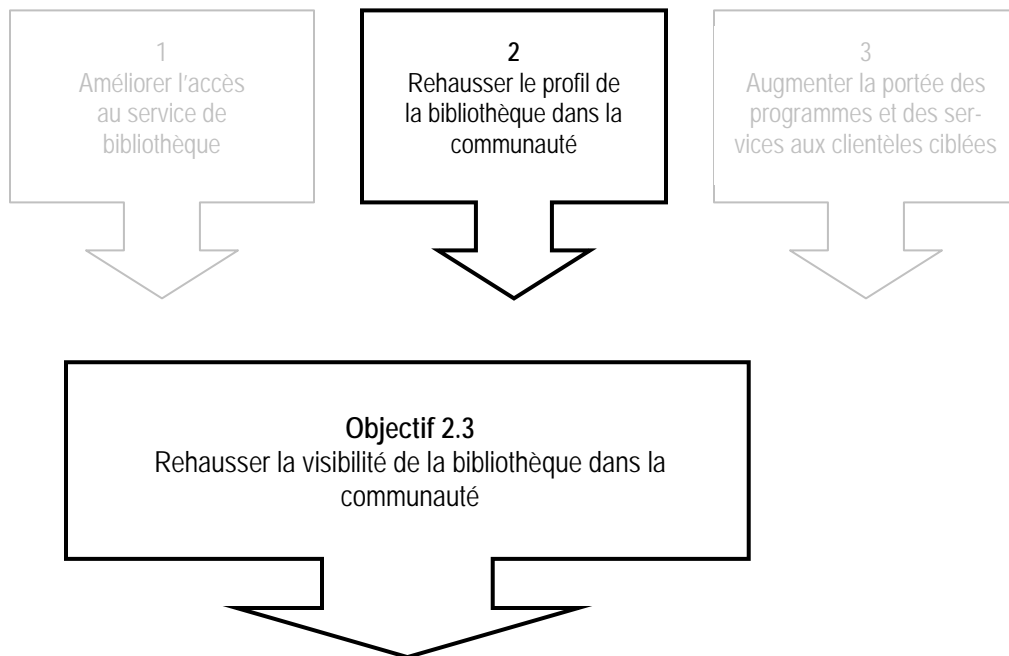 1
Améliorer l'accès
au service de
bibliothèque
2
Rehausser le profil de
la bibliothèque dans la
communauté
3
Augmenter la portée des
programmes et des ser-
vices aux clientèles ciblées
Objectif 2.3
Rehausser la visibilité de la bibliothèque dans la
communauté